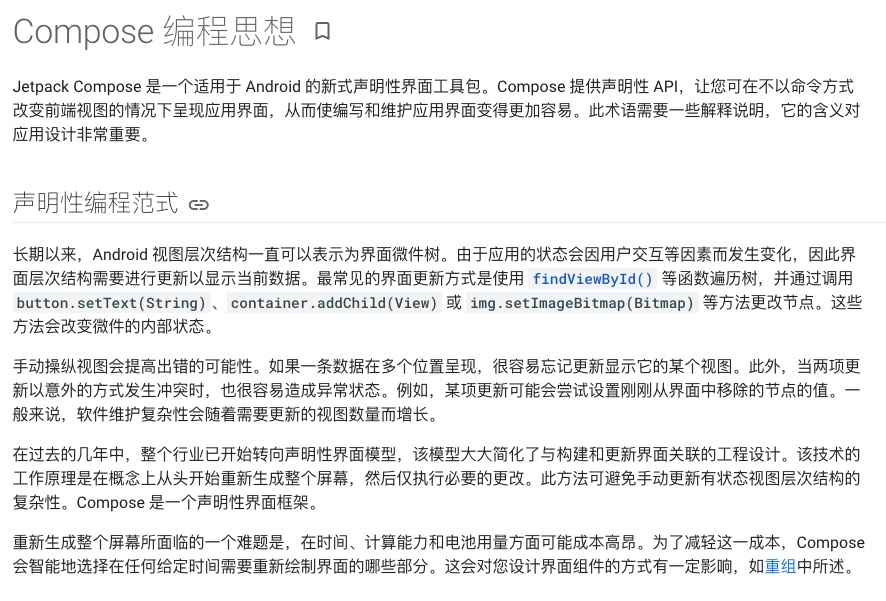 Compose 编程思想
Jetpack Compose 是一个适用于 Android 的新式声明性界面工具包。Compose 提供声明性 API，让您可在不以命令方式
改变前端视图的情况下呈现应用界面，从而使编写和维护应用界面变得更加容易。此术语需要一些解释说明，它的含义对
应用设计非常重要。
声明性编程范式
长期以来，Android 视图层次结构一直可以表示为界面微件树。由于应用的状态会因用户交互等因素而发生变化，因此界
面层次结构需要进行更新以显示当前数据。最常见的界面更新方式是使用 findViewById() 等函数遍历树，并通过调用
button.setText(String)、container.addChild(View) 或 img.setImageBitmap(Bitmap) 等方法更改节点。这些
方法会改变微件的内部状态。
手动操纵视图会提高出错的可能性。如果一条数据在多个位置呈现，很容易忘记更新显示它的某个视图。此外，当两项更
新以意外的方式发生冲突时，也很容易造成异常状态。例如，某项更新可能会尝试设置刚刚从界面中移除的节点的值。一
般来说，软件维护复杂性会随着需要更新的视图数量而增长。
在过去的几年中，整个行业已开始转向声明性界面模型，该模型大大简化了与构建和更新界面关联的工程设计。该技术的
工作原理是在概念上从头开始重新生成整个屏幕，然后仅执行必要的更改。此方法可避免手动更新有状态视图层次结构的
复杂性。Compose 是一个声明性界面框架。
重新生成整个屏幕所面临的一个难题是，在时间、计算能力和电池用量方面可能成本高昂。为了减轻这一成本，Compose
会智能地选择在任何给定时间需要重新绘制界面的哪些部分。这会对您设计界面组件的方式有一定影响，如重组中所述。